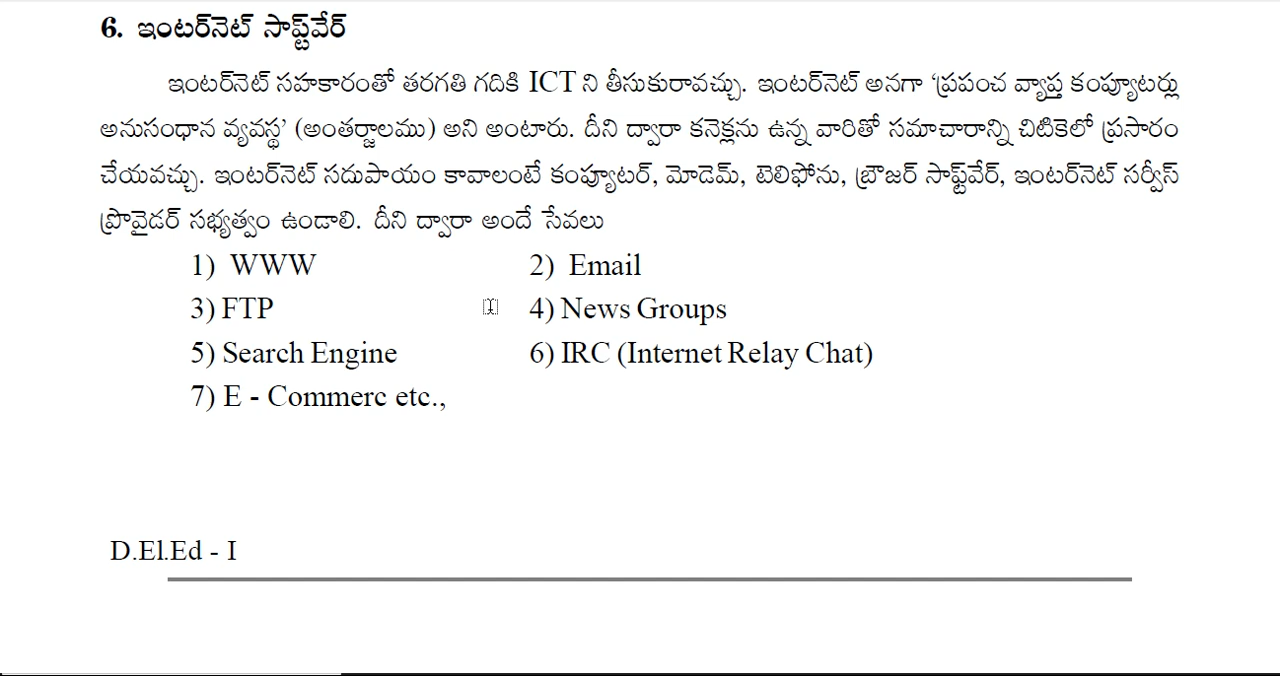 6. ఇంటర్‌నెట్ సాఫ్ట్‌వేర్
ఇంటర్‌నెట్ సహకారంతో తరగతి గదికి ICT ని తీసుకురావచ్చు. ఇంటర్‌నెట్ అనగా ‘ప్రపంచ వ్యాప్త కంప్యూటర్లు
అనుసంధాన వ్యవస్థ’ (అంతర్జాలము) అని అంటారు. దీని ద్వారా కనెక్షను ఉన్న వారితో సమాచారాన్ని చిటికెలో ప్రసారం
చేయవచ్చు. ఇంటర్‌నెట్ సదుపాయం కావాలంటే కంప్యూటర్, మోడెమ్, టెలిఫోను, బ్రౌజర్ సాఫ్ట్‌వేర్, ఇంటర్‌నెట్ సర్వీస్
ప్రొవైడర్ సభ్యత్వం ఉండాలి. దీని ద్వారా అందే సేవలు
1) WWW 2) Email
3) FTP 4) News Groups
5) Search Engine 6) IRC (Internet Relay Chat)
7) E - Commerc etc.,
D.El.Ed - I